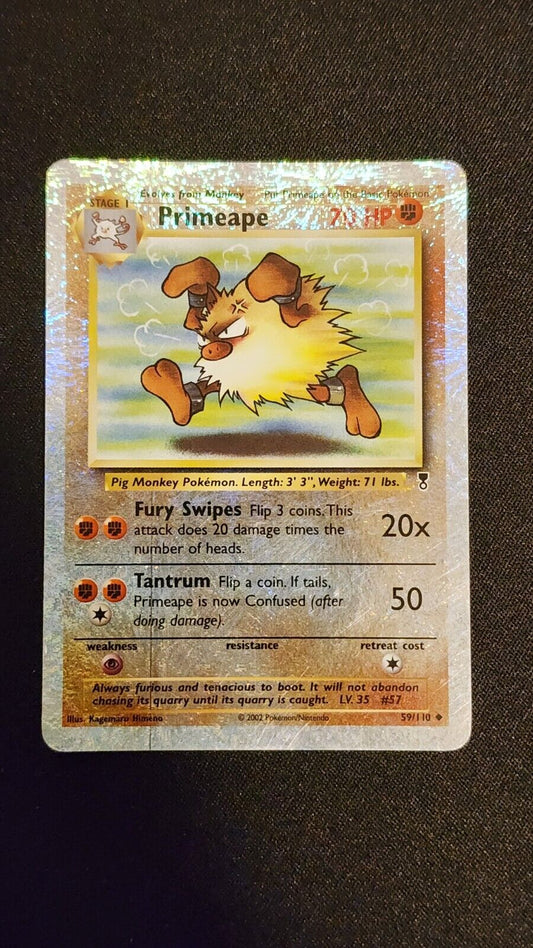 Evolves from Mankey Put Primeape on the Basic Pokémon
STAGE 1
Primeape 70 HP
Pig Monkey Pokémon. Length: 3' 3", Weight: 71 lbs.
Fury Swipes Flip 3 coins. This
attack does 20 damage times the
number of heads.
20x
Tantrum Flip a coin. If tails,
Primeape is now Confused (after
doing damage).
50
weakness resistance retreat cost
Always furious and tenacious to boot. It will not abandon
chasing its quarry until its quarry is caught. LV. 35 #57
Illus. Kagemaru Himeno © 2002 Pokémon/Nintendo 59/110